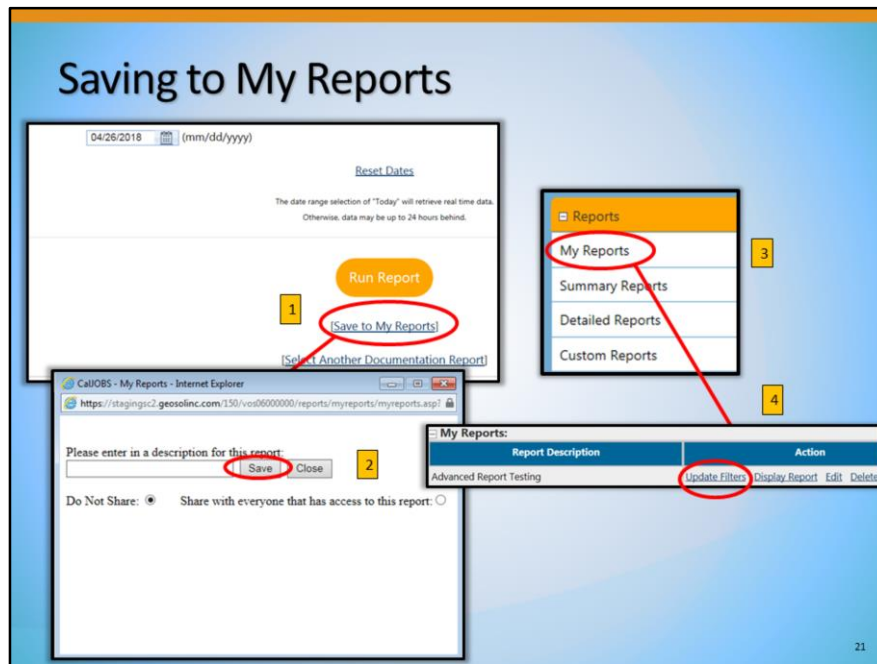 Saving to My Reports
04/26/2018 (mm/dd/yyyy)
Reset Dates
The date range selection of "Today" will retrieve real time data.
Otherwise, data may be up to 24 hours behind.
Run Report
1
[Save to My Reports]
[Select Another Documentation Report]
CalJOBS - My Reports - Internet Explorer
https://stagingsc2.geosolinc.com/150/vos06000000/reports/myreports/myreports.asp?
Please enter in a description for this report:
Save Close
2
Do Not Share: Share with everyone that has access to this report:
Reports
My Reports
3
Summary Reports
Detailed Reports
Custom Reports
4
My Reports:
Report Description Action
Advanced Report Testing Update Filters Display Report Edit Delete
21